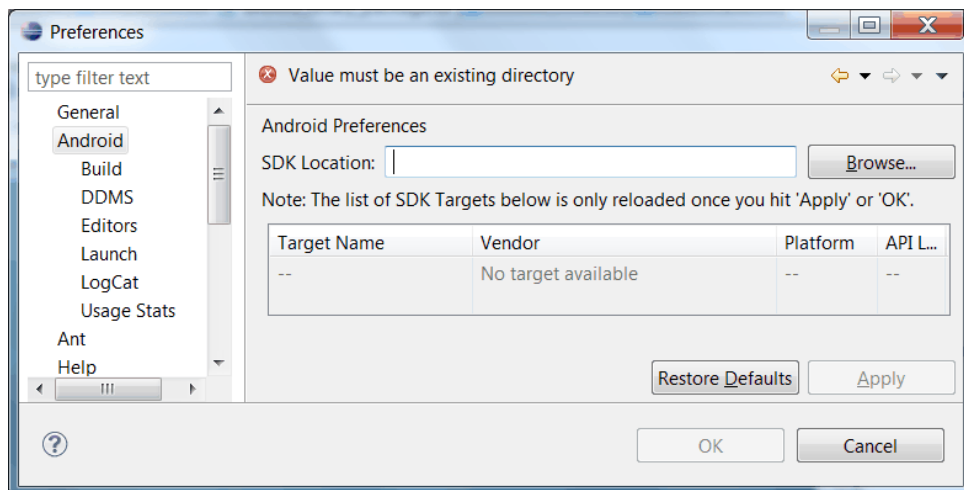 Preferences
type filter text
General
Android
Build
DDMS
Editors
Launch
LogCat
Usage Stats
Ant
Help
Value must be an existing directory
Android Preferences
SDK Location:
Browse...
Note: The list of SDK Targets below is only reloaded once you hit 'Apply' or 'OK'.
Target Name Vendor Platform API L...
-- No target available -- --
Restore Defaults Apply
OK Cancel